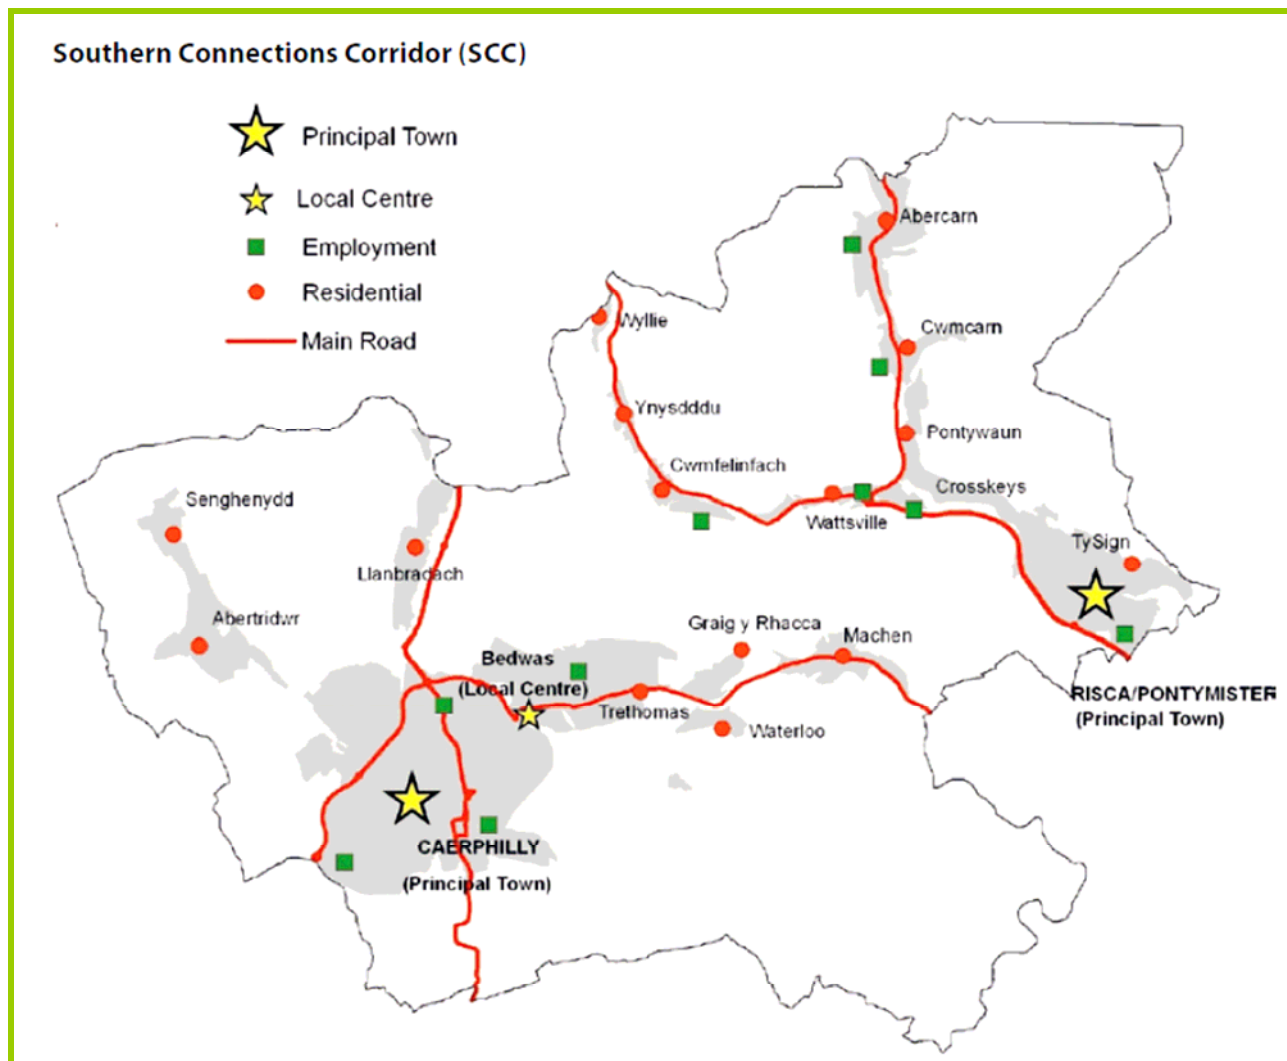 Southern Connections Corridor (SCC)
Principal Town
Local Centre
Employment
Residential
Main Road
Abercarn
Wyllie
Cwmcarn
Ynysdddu
Pontywaun
Cwmfelinfach
Crosskeys
Senghenydd
Wattsville
TySign
Llanbradach
Abertridwr
Graig y Rhacca
Machen
Bedwas
(Local Centre)
RISCA/PONTYMISTER
(Principal Town)
Trethomas
Waterloo
CAERPHILLY
(Principal Town)